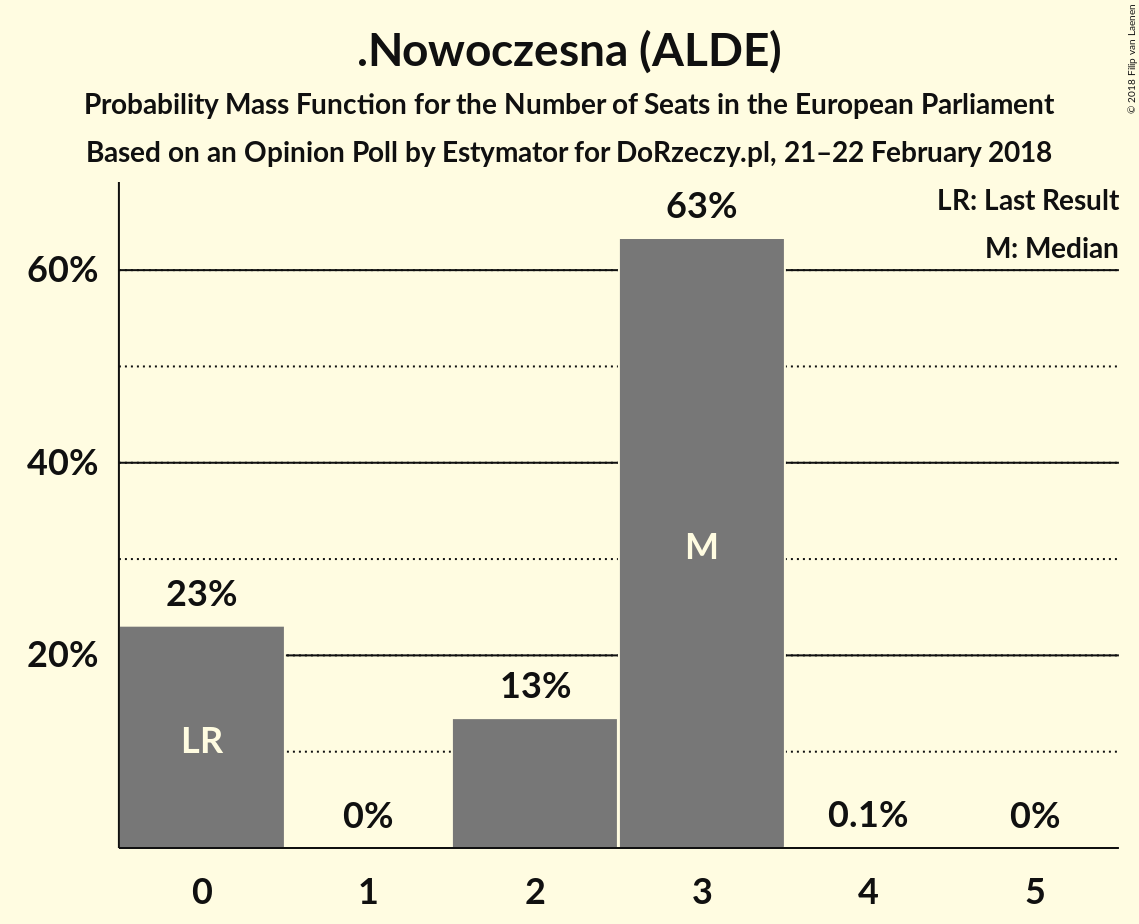 .Nowoczesna (ALDE)
Probability Mass Function for the Number of Seats in the European Parliament
Based on an Opinion Poll by Estymator for DoRzeczy.pl, 21–22 February 2018
© 2018 Filip van Laenen
LR: Last Result
M: Median
63%
60%
40%
M
23%
20%
13%
LR
0%
0.1%
0%
0 1 2 3 4 5